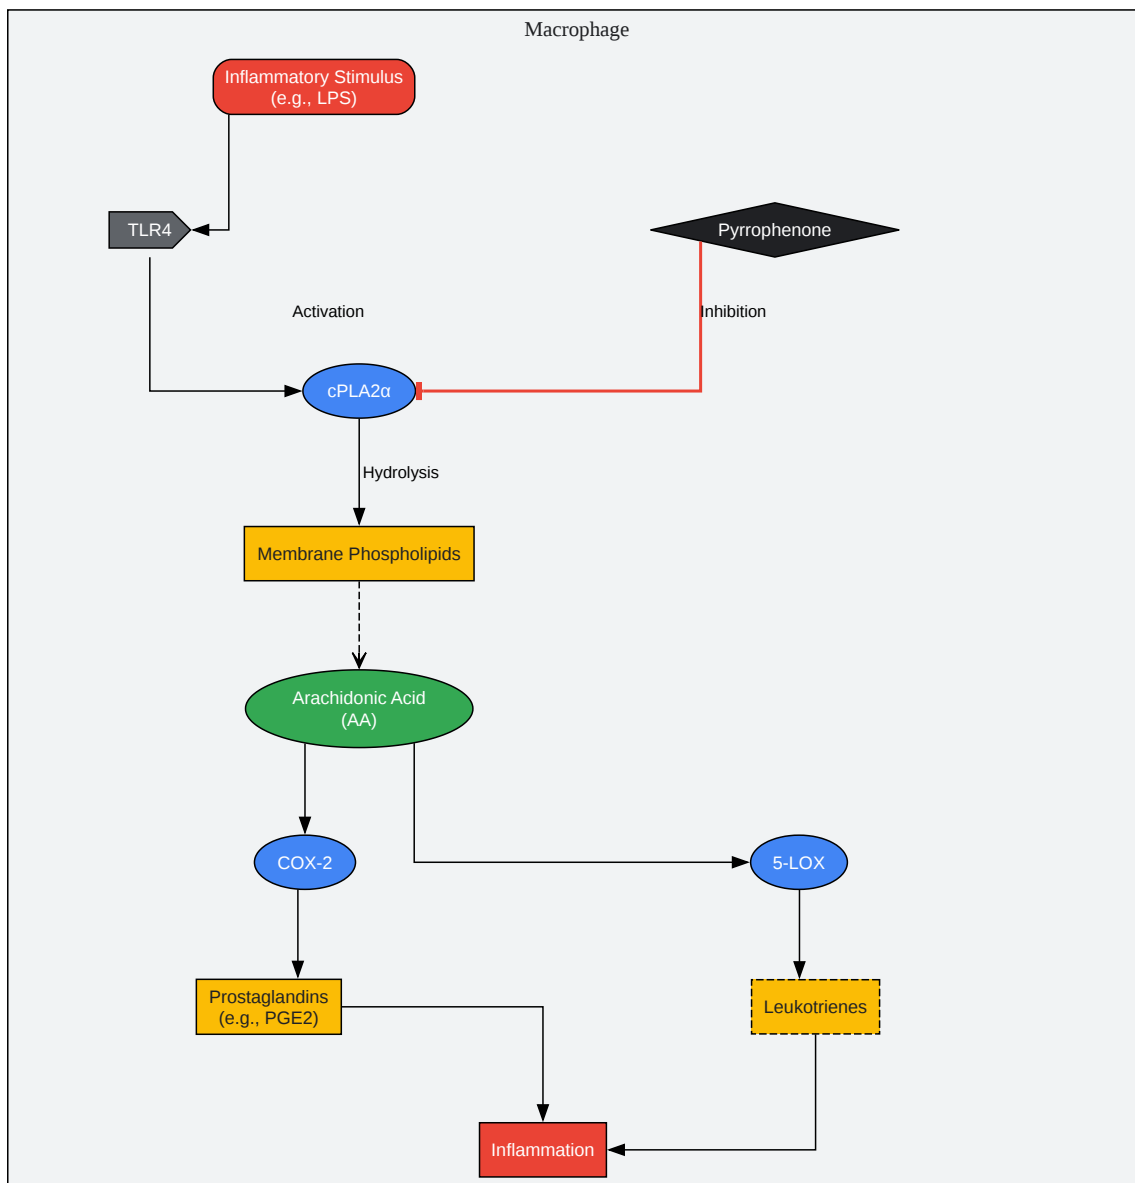 Macrophage
Inflammatory Stimulus
(e.g., LPS)
TLR4
Pyrrophenone
Activation
Inhibition
cPLA2α
Hydrolysis
Membrane Phospholipids
Arachidonic Acid
(AA)
COX-2
5-LOX
Prostaglandins
(e.g., PGE2)
Leukotrienes
Inflammation